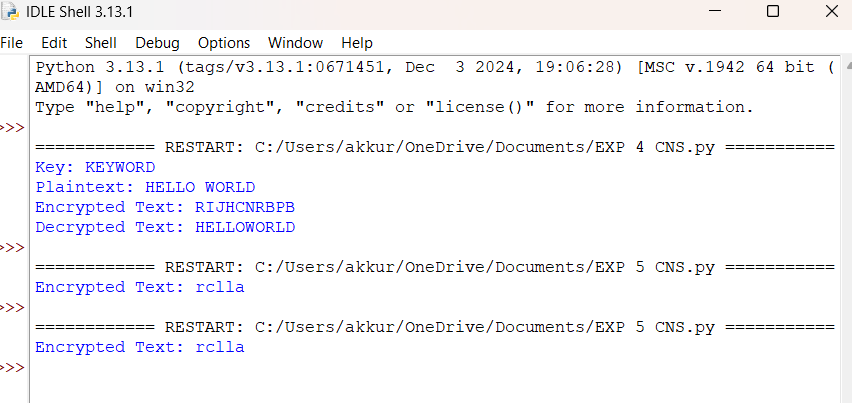 IDLE Shell 3.13.1
File Edit Shell Debug Options Window Help
Python 3.13.1 (tags/v3.13.1:0671451, Dec  3 2024, 19:06:28) [MSC v.1942 64 bit (
AMD64)] on win32
Type "help", "copyright", "credits" or "license()" for more information.
>>>
============ RESTART: C:/Users/akkur/OneDrive/Documents/EXP 4 CNS.py ===========
Key: KEYWORD
Plaintext: HELLO WORLD
Encrypted Text: RIJHCNRBPB
Decrypted Text: HELLOWORLD
>>>
============ RESTART: C:/Users/akkur/OneDrive/Documents/EXP 5 CNS.py ===========
Encrypted Text: rclla
>>>
============ RESTART: C:/Users/akkur/OneDrive/Documents/EXP 5 CNS.py ===========
Encrypted Text: rclla
>>>